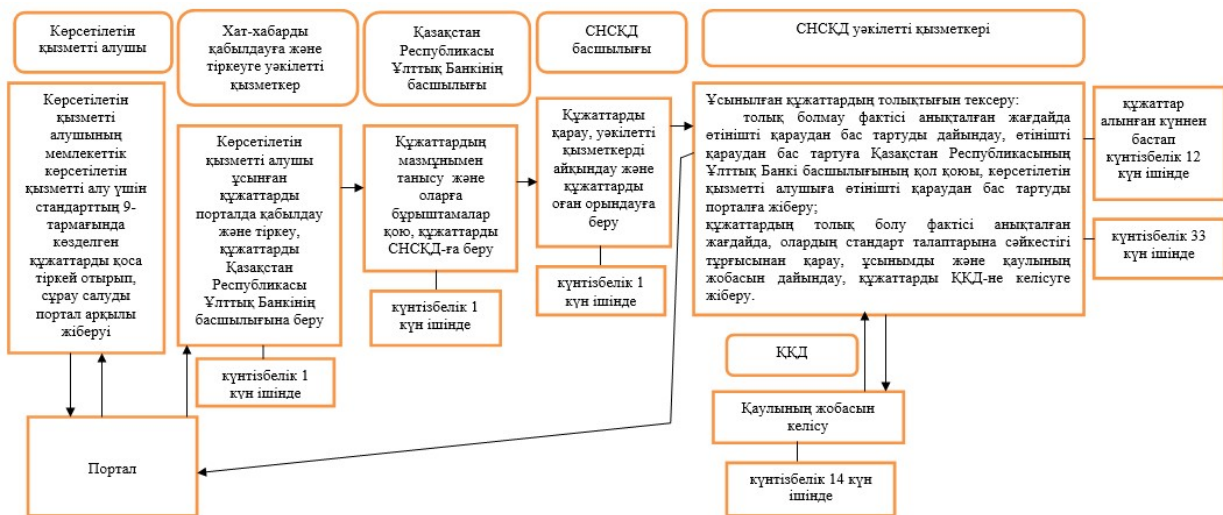 Көрсетілетін
қызметті алушы
Хат-хабарды
қабылдауға және
тіркеуге уәкілетті
қызметкер
Қазақстан
Республикасы
Ұлттық Банкінің
басшылығы
СНСҚД
басшылығы
СНСҚД уәкілетті қызметкері
Көрсетілетін
қызметті
алушының
мемлекеттік
көрсетілетін
қызметті алу үшін
стандарттың 9-
тармағында
көзделген
құжаттарды қоса
тіркей отырып,
сұрау салуды
портал арқылы
жіберуі
Көрсетілетін
қызметті алушы
ұсынған құжаттарды
порталда қабылдау
және тіркеу,
құжаттарды
Қазақстан
Республикасы
Ұлттық Банкінің
басшылығына беру
күнтізбелік 1
күн ішінде
Құжаттардың
мазмұнымен
танысу және
оларға
бұрыштамалар
қою, құжаттарды
СНСҚД-ға беру
күнтізбелік 1
күн ішінде
Құжаттарды
қарау, уәкілетті
қызметкерді
айқындау және
құжаттарды
оған орындауға
беру
күнтізбелік 1
күн ішінде
Ұсынылған құжаттардың толықтығын тексеру:
толық болмау фактісі анықталған жағдайда
өтінішті қараудан бас тартуды дайындау, өтінішті
қараудан бас тартуға Қазақстан Республикасының
Ұлттық Банкі басшылығының қол қоюы, көрсетілетін
қызметті алушыға өтінішті қараудан бас тартуды
порталға жіберу;
құжаттардың толық болу фактісі анықталған
жағдайда, олардың стандарт талаптарына сәйкестігі
тұрғысынан қарау, ұсынымды және қаулының
жобасын дайындау, құжаттарды ҚҚД-не келісуге
жіберу.
құжаттар
алынған күннен
бастап
күнтізбелік 12
күн ішінде
күнтізбелік 33
күн ішінде
ҚҚД
Қаулының жобасын
келісу
күнтізбелік 14 күн
ішінде
Портал